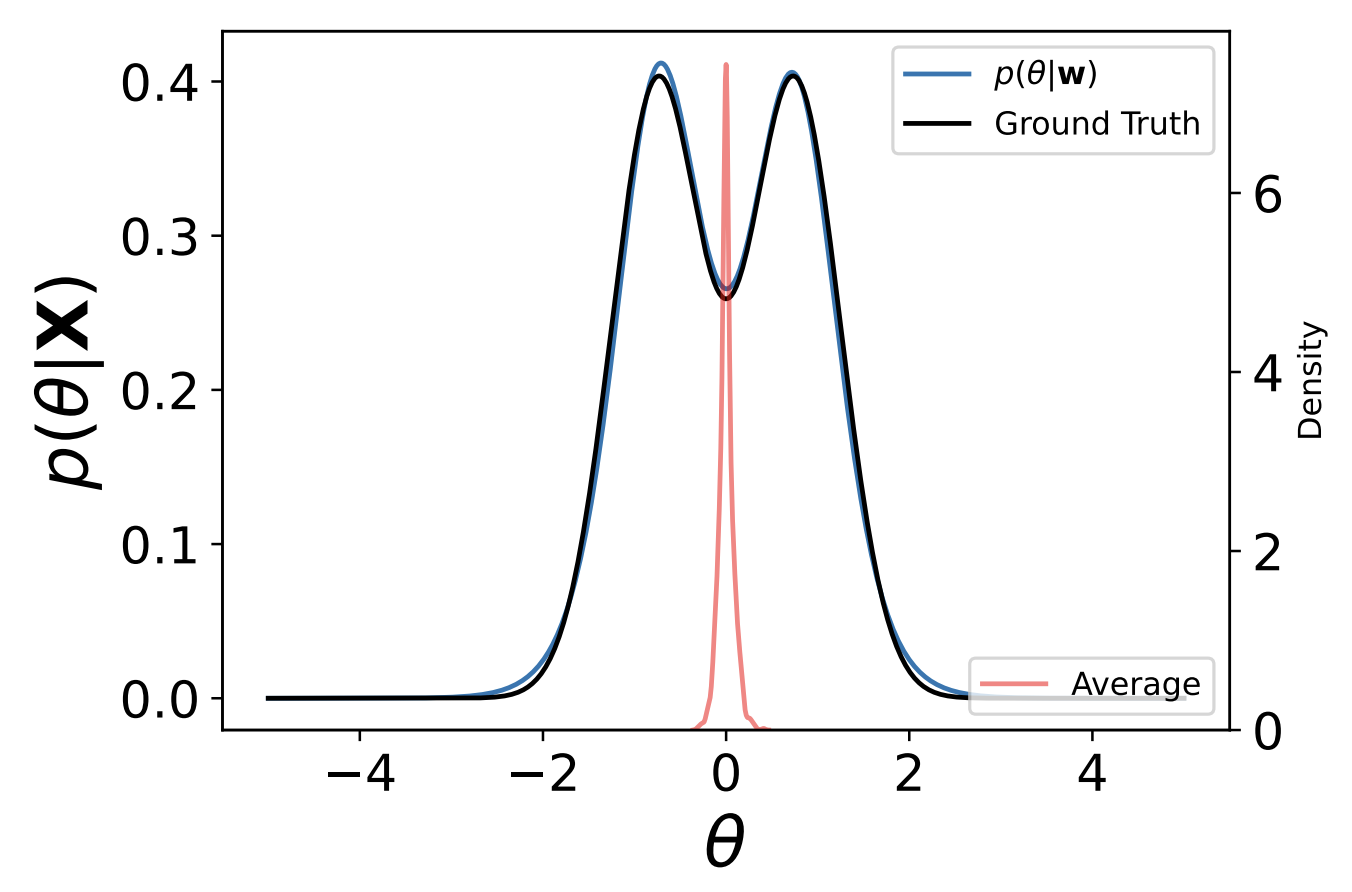 p(θ|w)
Ground Truth
Average
p(θ|x)
0.4
0.3
0.2
0.1
0.0
6
4
2
0
Density
−4
−2
0
2
4
θ